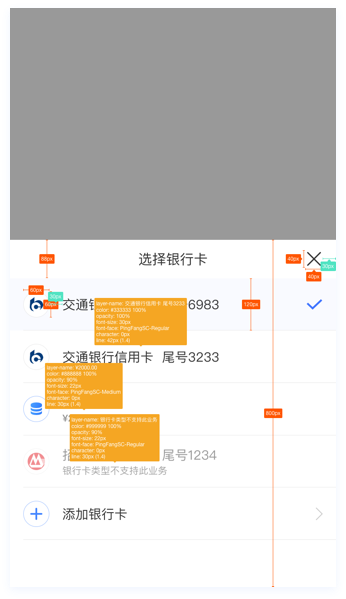 选择银行卡
88px
40px
20px
40px
60px
20px
60px
120px
800px
交通银
6983
layer-name: 交通银行信用卡 尾号3233
color: #333333 100%
opacity: 100%
font-size: 30px
font-face: PingFangSC-Regular
character: 0px
line: 42px (1.4)
交通银行信用卡 尾号3233
layer-name: ¥2000.00
color: #888888 100%
opacity: 90%
font-size: 22px
font-face: PingFangSC-Medium
character: 0px
line: 30px (1.4)
layer-name: 银行卡类型不支持此业务
color: #888888 100%
opacity: 90%
font-size: 22px
font-face: PingFangSC-Regular
character: 0px
line: 30px (1.4)
尾号1234
银行卡类型不支持此业务
添加银行卡